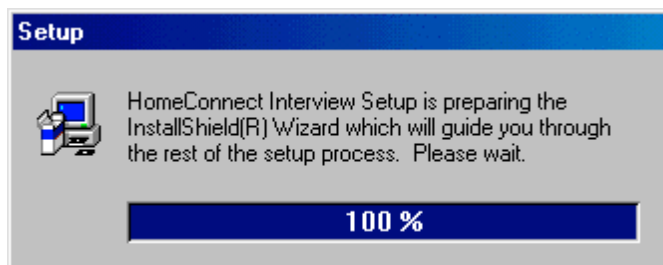 Setup
HomeConnect Interview Setup is preparing the
InstallShield(R) Wizard which will guide you through
the rest of the setup process.  Please wait.
100 %